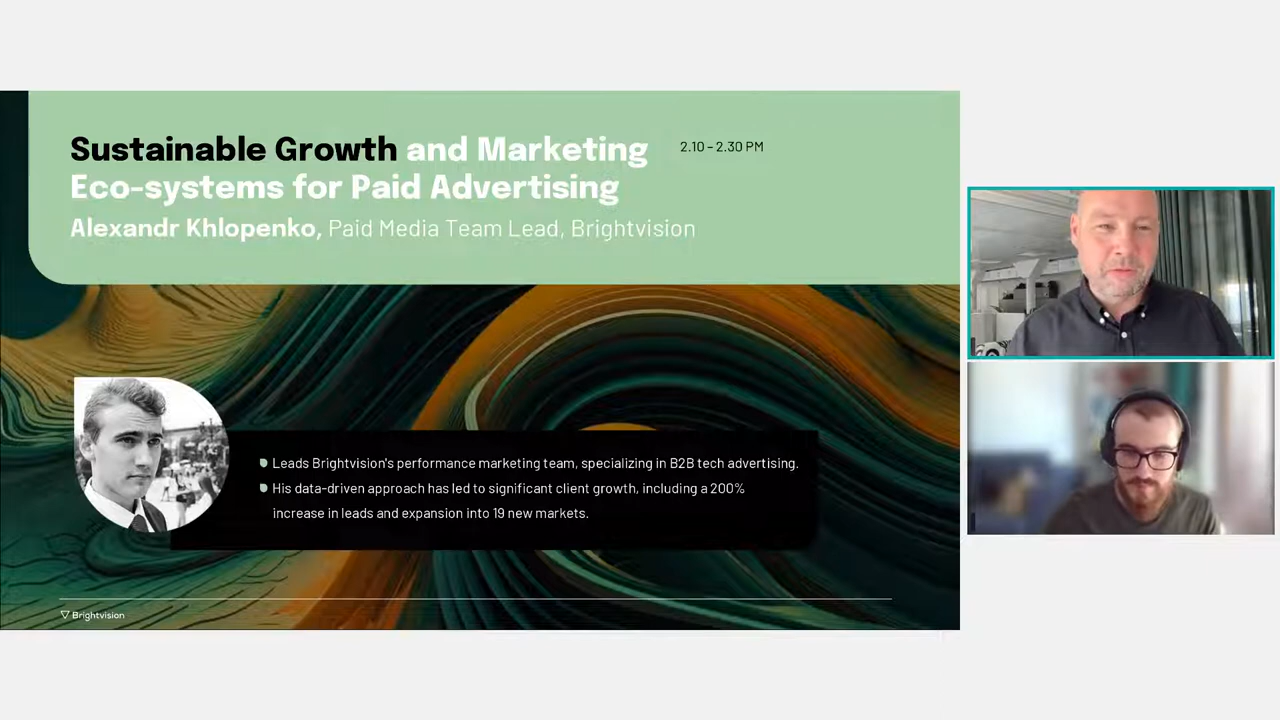 Sustainable Growth and Marketing
2.10 – 2.30 PM
Eco-systems for Paid Advertising
Alexandr Khlopenko, Paid Media Team Lead, Brightvision
Leads Brightvision's performance marketing team, specializing in B2B tech advertising.
His data-driven approach has led to significant client growth, including a 200%
increase in leads and expansion into 19 new markets.
Brightvision